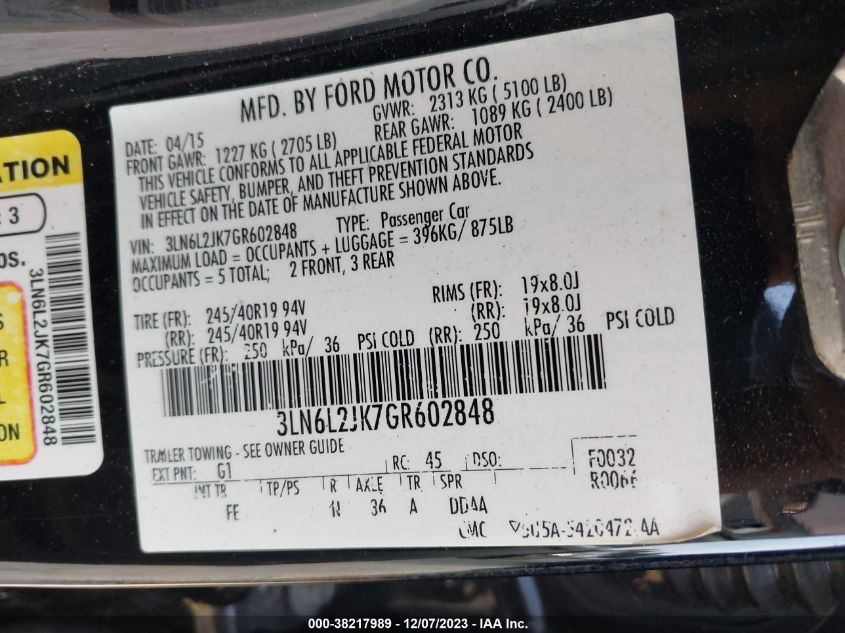 MFD. BY FORD MOTOR CO.
DATE: 04/15 GVWR: 2313 KG ( 5100 LB)
FRONT GAWR: 1227 KG ( 2705 LB) REAR GAWR: 1089 KG ( 2400 LB)
THIS VEHICLE CONFORMS TO ALL APPLICABLE FEDERAL MOTOR
VEHICLE SAFETY, BUMPER, AND THEFT PREVENTION STANDARDS
IN EFFECT ON THE DATE OF MANUFACTURE SHOWN ABOVE.
VIN: 3LN6L2JK7GR602848 TYPE: Passenger Car
MAXIMUM LOAD = OCCUPANTS + LUGGAGE = 396KG/ 875LB
OCCUPANTS = 5 TOTAL; 2 FRONT, 3 REAR
TIRE (FR): 245/40R19 94V RIMS (FR): 19x8.0J
(RR): 245/40R19 94V (RR): 19x8.0J
PRESSURE (FR): 250 kPa/ 36 PSI COLD (RR): 250 kPa/ 36 PSI COLD
3LN6L2JK7GR602848
TRAILER TOWING - SEE OWNER GUIDE
EXT PNT: G1 RC: 45 DSO: F0032
R0066
INT TR TP/PS R AXLE TR SPR
FE 36 A DDAA
ATION
: 3
OS.
S
R
L
ON
3LN6L2JK7GR602848
000-38217989 - 12/07/2023 - IAA Inc.